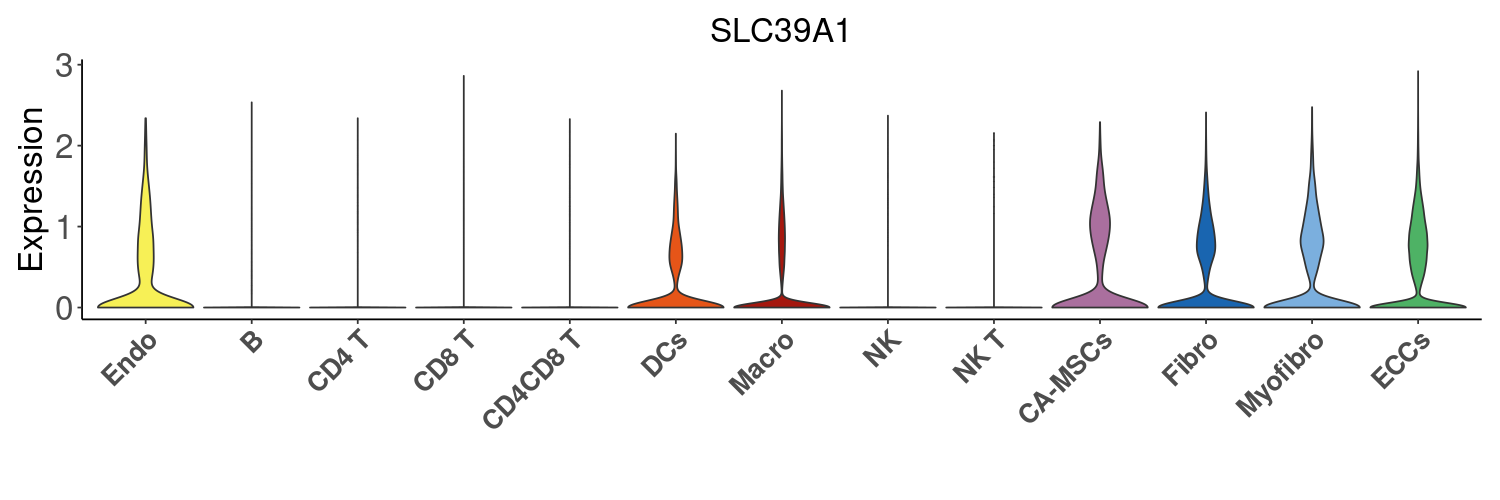 SLC39A1
Expression
3
2
1
0
Endo
B
CD4 T
CD8 T
CD4CD8 T
DCs
Macro
NK
NK T
CA-MSCs
Fibro
Myofibro
ECCs